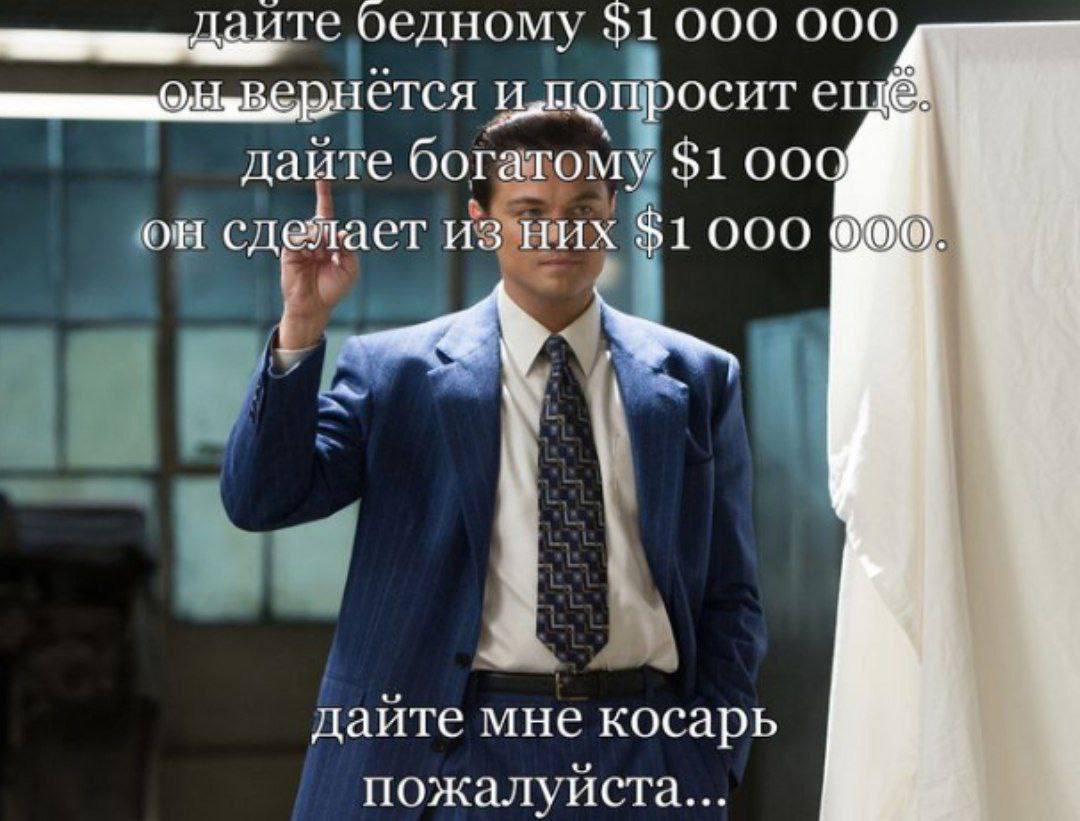 дайте бедному $1 000 000
он вернётся и попросит ещё.
дайте богатому $1 000
он сделает из них $1 000 000.
дайте мне косарь
пожалуйста...